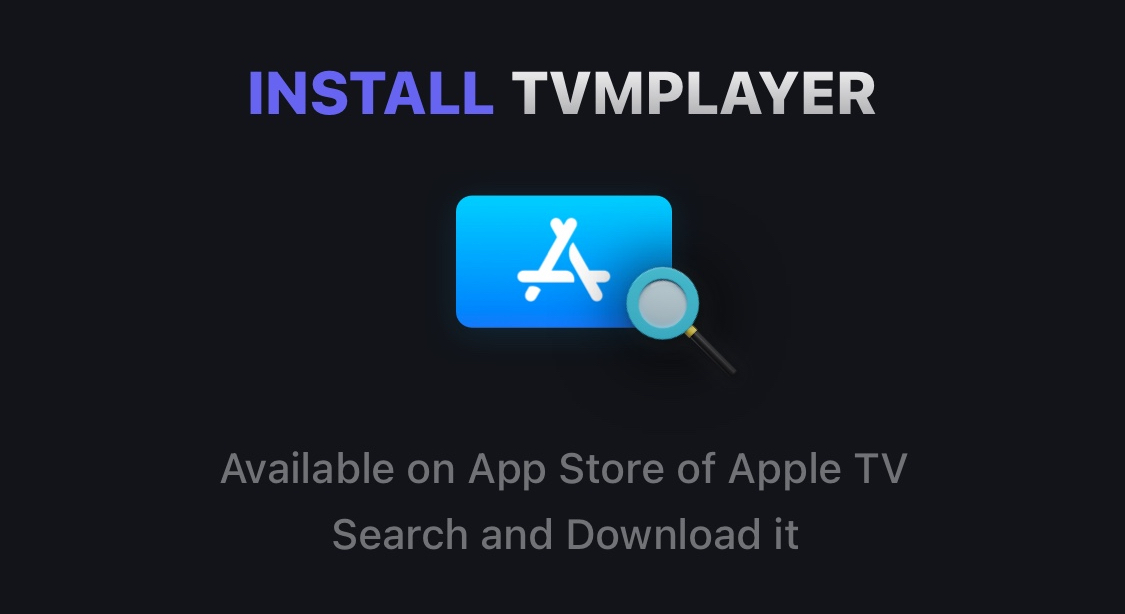 INSTALL TVMPLAYER
Available on App Store of Apple TV
Search and Download it